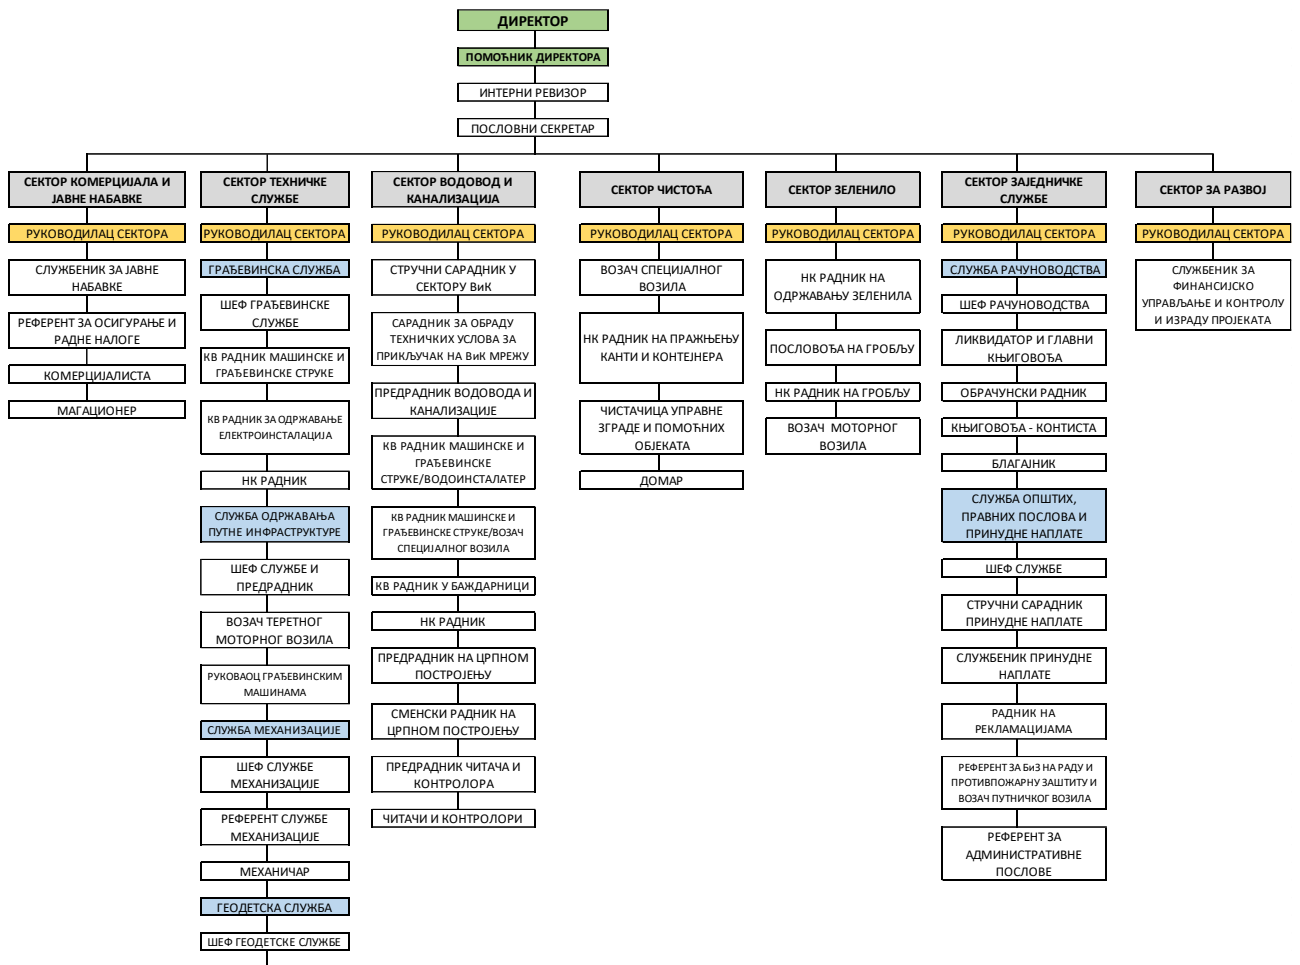 ДИРЕКТОР
ПОМОЋНИК ДИРЕКТОРА
ИНТЕРНИ РЕВИЗОР
ПОСЛОВНИ СЕКРЕТАР
СЕКТОР КОМЕРЦИЈАЛА И
ЈАВНЕ НАБАВКЕ
РУКОВОДИЛАЦ СЕКТОРА
СЛУЖБЕНИК ЗА ЈАВНЕ
НАБАВКЕ
РЕФЕРЕНТ ЗА ОСИГУРАЊЕ И
РАДНЕ НАЛОГЕ
КОМЕРЦИЈАЛИСТА
МАГАЦИОНЕР
СЕКТОР ТЕХНИЧКЕ
СЛУЖБЕ
РУКОВОДИЛАЦ СЕКТОРА
ГРАЂЕВИНСКА СЛУЖБА
ШЕФ ГРАЂЕВИНСКЕ
СЛУЖБЕ
КВ РАДНИК МАШИНСКЕ И
ГРАЂЕВИНСКЕ СТРУКЕ
КВ РАДНИК ЗА ОДРЖАВАЊЕ
ЕЛЕКТРОИНСТАЛАЦИЈА
НК РАДНИК
СЛУЖБА ОДРЖАВАЊА
ПУТНЕ ИНФРАСТРУКТУРЕ
ШЕФ СЛУЖБЕ И
ПРЕДРАДНИК
ВОЗАЧ ТЕРЕТНОГ
МОТОРНОГ ВОЗИЛА
РУКОВАОЦ ГРАЂЕВИНСКИМ
МАШИНАМА
СЛУЖБА МЕХАНИЗАЦИЈЕ
ШЕФ СЛУЖБЕ
МЕХАНИЗАЦИЈЕ
РЕФЕРЕНТ СЛУЖБЕ
МЕХАНИЗАЦИЈЕ
МЕХАНИЧАР
ГЕОДЕТСКА СЛУЖБА
ШЕФ ГЕОДЕТСКЕ СЛУЖБЕ
СЕКТОР ВОДОВОД И
КАНАЛИЗАЦИЈА
РУКОВОДИЛАЦ СЕКТОРА
СТРУЧНИ САРАДНИК У
СЕКТОРУ ВиК
САРАДНИК ЗА ОБРАДУ
ТЕХНИЧКИХ УСЛОВА ЗА
ПРИКЉУЧАК НА ВиК МРЕЖУ
ПРЕДРАДНИК ВОДОВОДА И
КАНАЛИЗАЦИЈЕ
КВ РАДНИК МАШИНСКЕ И
ГРАЂЕВИНСКЕ
СТРУКЕ/ВОДОИНСТАЛАТЕР
КВ РАДНИК МАШИНСКЕ И
ГРАЂЕВИНСКЕ СТРУКЕ/ВОЗАЧ
СПЕЦИЈАЛНОГ ВОЗИЛА
КВ РАДНИК У БАЖДАРНИЦИ
НК РАДНИК
ПРЕДРАДНИК НА ЦРПНОМ
ПОСТРОЈЕЊУ
СМЕНСКИ РАДНИК НА
ЦРПНОМ ПОСТРОЈЕЊУ
ПРЕДРАДНИК ЧИТАЧА И
КОНТРОЛОРА
ЧИТАЧИ И КОНТРОЛОРИ
СЕКТОР ЧИСТОЋА
РУКОВОДИЛАЦ СЕКТОРА
ВОЗАЧ СПЕЦИЈАЛНОГ
ВОЗИЛА
НК РАДНИК НА ПРАЖЊЕЊУ
КАНТИ И КОНТЕЈНЕРА
ЧИСТАЧИЦА УПРАВНЕ
ЗГРАДЕ И ПОМОЋНИХ
ОБЈЕКАТА
ДОМАР
СЕКТОР ЗЕЛЕНИЛО
РУКОВОДИЛАЦ СЕКТОРА
НК РАДНИК НА
ОДРЖАВАЊУ ЗЕЛЕНИЛА
ПОСЛОВОЂА НА ГРОБЉУ
НК РАДНИК НА ГРОБЉУ
ВОЗАЧ МОТОРНОГ
ВОЗИЛА
СЕКТОР ЗАЈЕДНИЧКЕ
СЛУЖБЕ
РУКОВОДИЛАЦ СЕКТОРА
СЛУЖБА РАЧУНОВОДСТВА
ШЕФ РАЧУНОВОДСТВА
ЛИКВИДАТОР И ГЛАВНИ
КЊИГОВОЂА
ОБРАЧУНСКИ РАДНИК
КЊИГОВОЂА - КОНТИСТА
БЛАГАЈНИК
СЛУЖБА ОПШТИХ,
ПРАВНИХ ПОСЛОВА И
ПРИНУДНЕ НАПЛАТЕ
ШЕФ СЛУЖБЕ
СТРУЧНИ САРАДНИК
ПРИНУДНЕ НАПЛАТЕ
СЛУЖБЕНИК ПРИНУДНЕ
НАПЛАТЕ
РАДНИК НА
РЕКЛАМАЦИЈАМА
РЕФЕРЕНТ ЗА БиЗ НА РАДУ И
ПРОТИВПОЖАРНУ ЗАШТИТУ И
ВОЗАЧ ПУТНИЧКОГ ВОЗИЛА
РЕФЕРЕНТ ЗА
АДМИНИСТРАТИВНЕ
ПОСЛОВЕ
СЕКТОР ЗА РАЗВОЈ
РУКОВОДИЛАЦ СЕКТОРА
СЛУЖБЕНИК ЗА
ФИНАНСИЈСКО
УПРАВЉАЊЕ И КОНТРОЛУ
И ИЗРАДУ ПРОЈЕКАТА